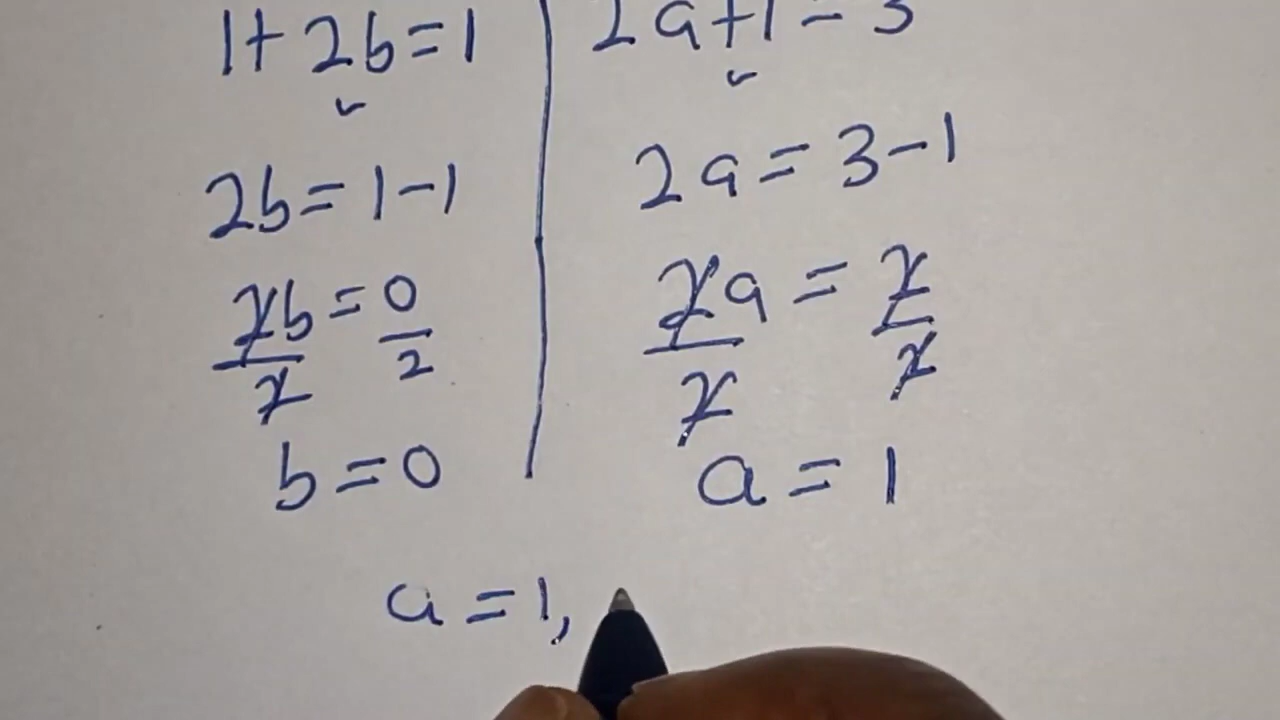 1+2b=1
2b=1-1
2b/2=0/2
b=0
2a+1=3
2a=3-1
2a/2=2/2
a=1
a=1,